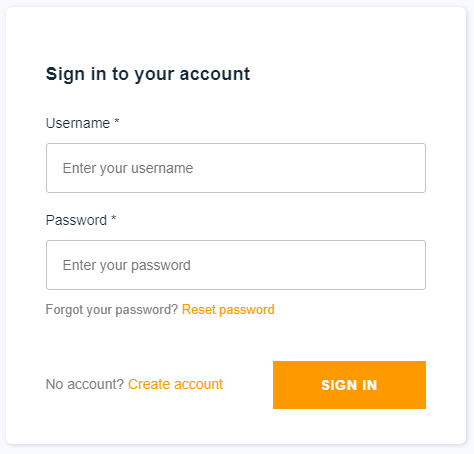 Sign in to your account
Username *
Enter your username
Password *
Enter your password
Forgot your password? Reset password
No account? Create account
SIGN IN